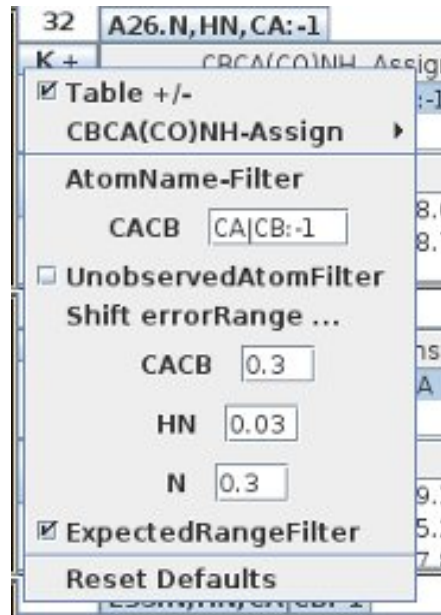 32 A26.N,HN,CA:-1
K + CBCA(CO)NH Assig
Table +/-
CBCA(CO)NH-Assign
AtomName-Filter
CACB CA|CB:-1
UnobservedAtomFilter
Shift errorRange ...
CACB 0.3
HN 0.03
N 0.3
ExpectedRangeFilter
Reset Defaults